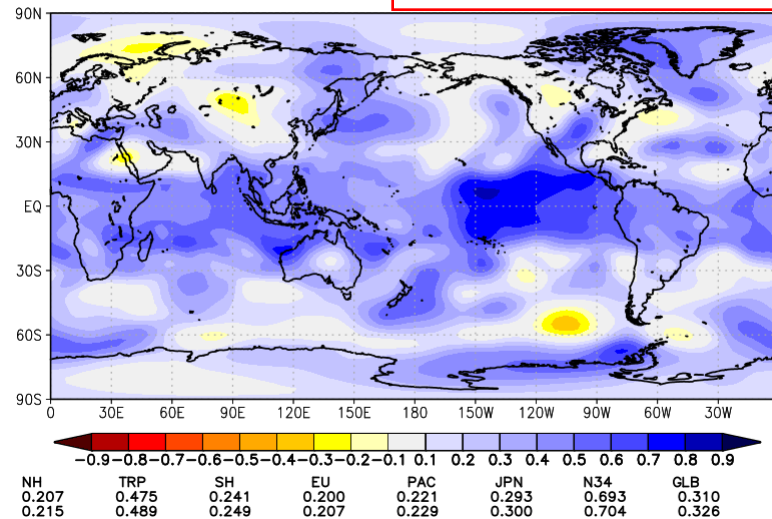 90N
60N
30N
EQ
30S
60S
90S
0 30E 60E 90E 120E 150E 180 150W 120W 90W 60W 30W
-0.9 -0.8 -0.7 -0.6 -0.5 -0.4 -0.3 -0.2 -0.1 0.1 0.2 0.3 0.4 0.5 0.6 0.7 0.8 0.9
NH TRP SH EU PAC JPN N34 GLB
0.207 0.475 0.241 0.200 0.221 0.293 0.693 0.310
0.215 0.489 0.249 0.207 0.229 0.300 0.704 0.326